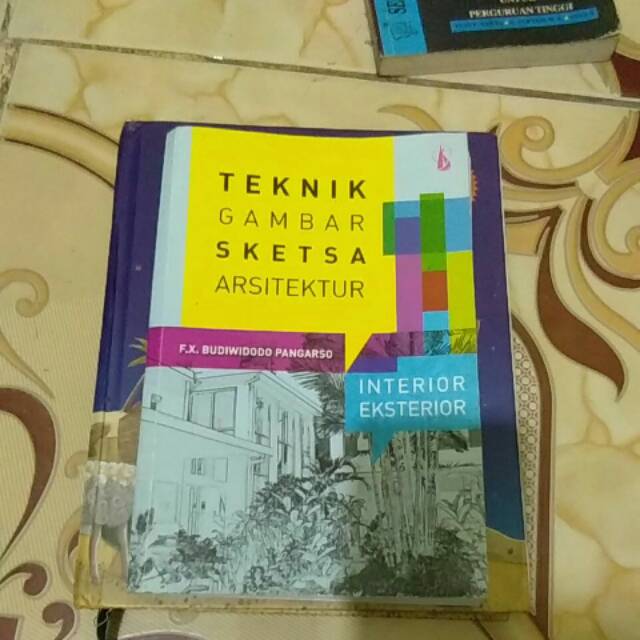 PERGURUAN TINGGI
TEKNIK
GAMBAR
SKETSA
ARSITEKTUR
F.X. BUDIWIDODO PANGARSO
INTERIOR
EKSTERIOR